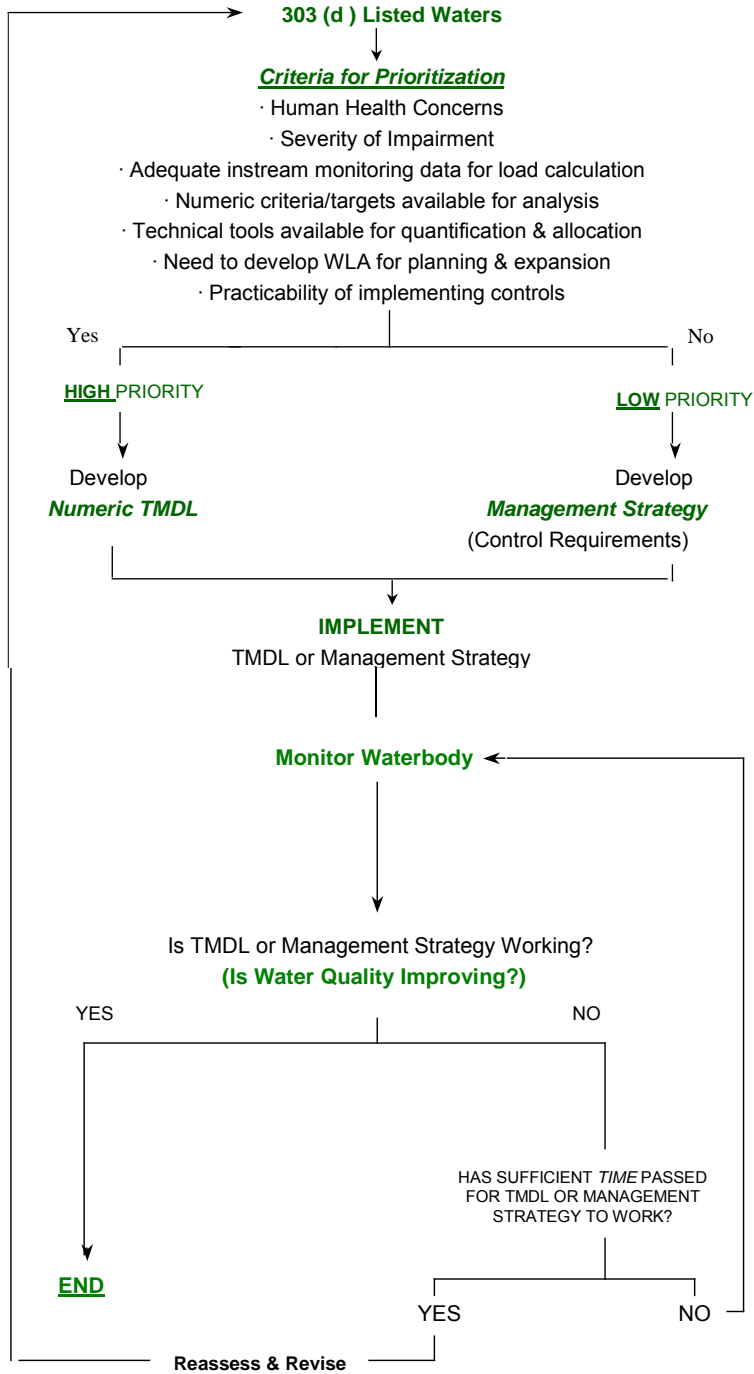 303 (d ) Listed Waters
Criteria for Prioritization
· Human Health Concerns
· Severity of Impairment
· Adequate instream monitoring data for load calculation
· Numeric criteria/targets available for analysis
· Technical tools available for quantification & allocation
· Need to develop WLA for planning & expansion
· Practicability of implementing controls
Yes
No
HIGH PRIORITY
LOW PRIORITY
Develop
Numeric TMDL
Develop
Management Strategy
(Control Requirements)
IMPLEMENT
TMDL or Management Strategy
Monitor Waterbody
Is TMDL or Management Strategy Working?
(Is Water Quality Improving?)
YES
NO
HAS SUFFICIENT TIME PASSED
FOR TMDL OR MANAGEMENT
STRATEGY TO WORK?
END
YES
NO
Reassess & Revise